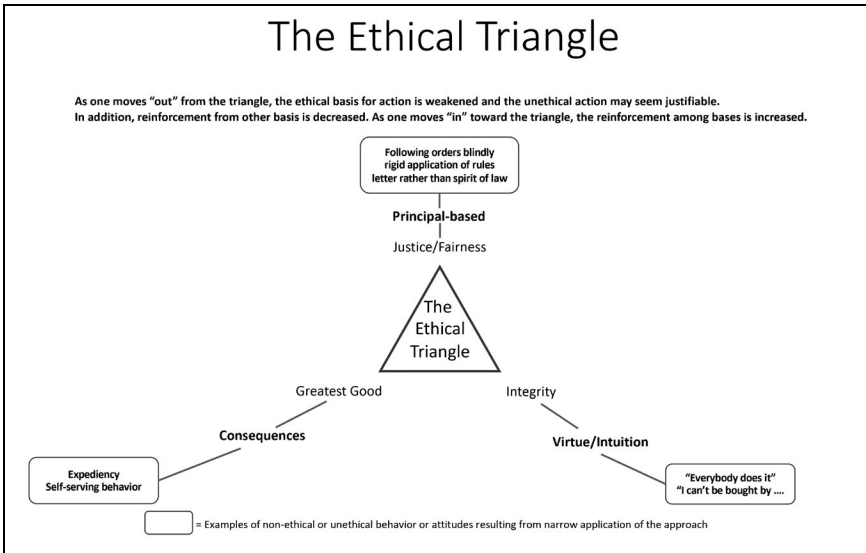 The Ethical Triangle
As one moves “out” from the triangle, the ethical basis for action is weakened and the unethical action may seem justifiable.
In addition, reinforcement from other basis is decreased. As one moves “in” toward the triangle, the reinforcement among bases is increased.
Following orders blindly
rigid application of rules
letter rather than spirit of law
Principal-based
Justice/Fairness
The
Ethical
Triangle
Greatest Good
Integrity
Consequences
Virtue/Intuition
Expediency
Self-serving behavior
“Everybody does it”
“I can’t be bought by ....
= Examples of non-ethical or unethical behavior or attitudes resulting from narrow application of the approach